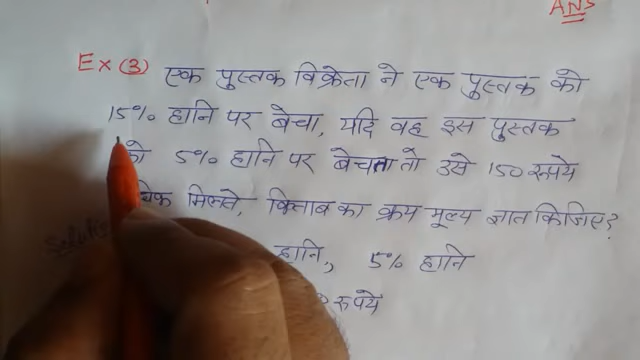 ANS
Ex (3) एक पुस्तक विक्रेता ने एक पुस्तक को
15% हानि पर बेचा, यदि वह इस पुस्तक
5% हानि पर बेचता तो उसे 150 रूपये
मिलते, किताब का क्रय मूल्य ज्ञात किजिए?
हानि, 5% हानि
रूपये